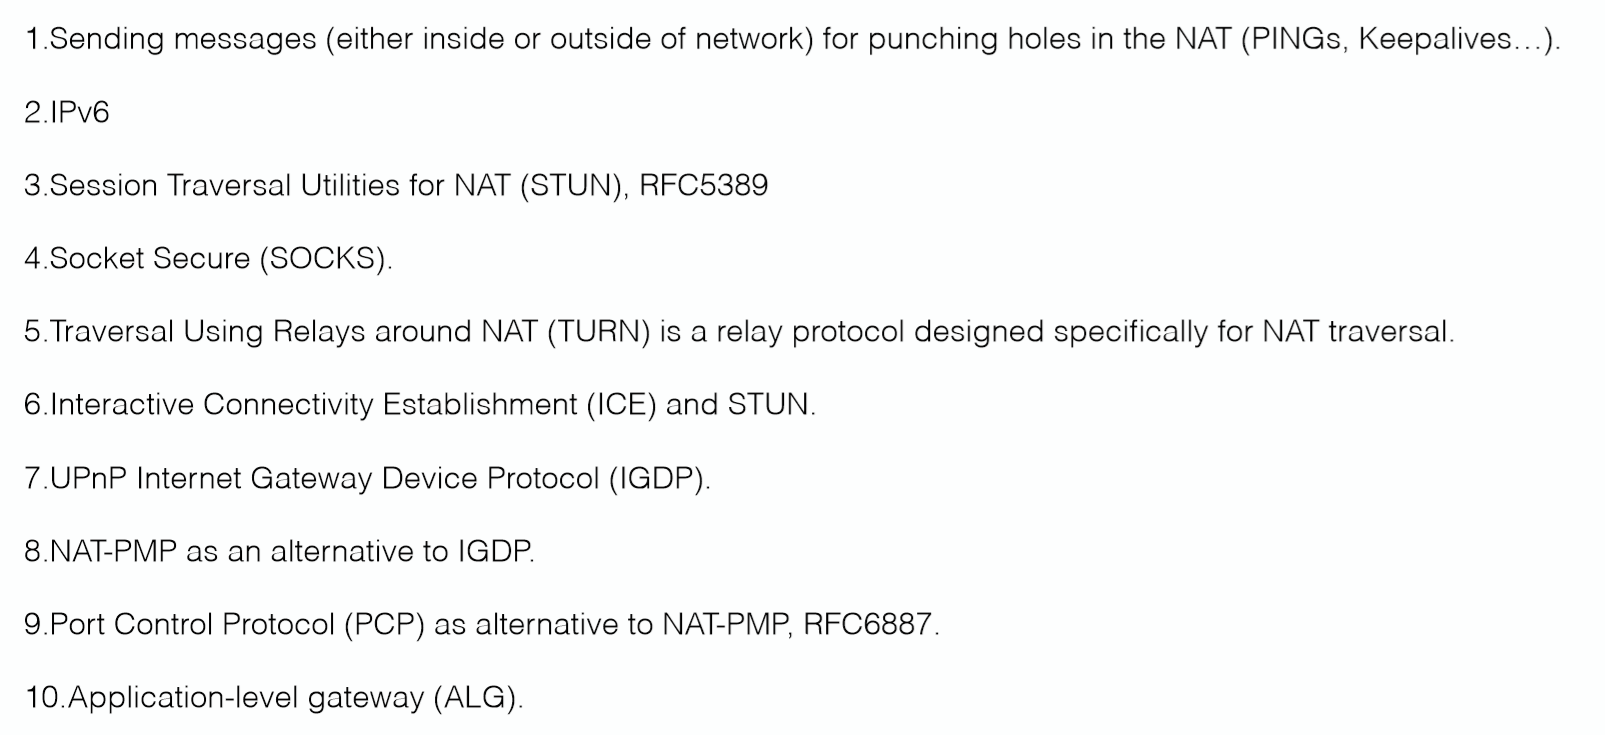 1.Sending messages (either inside or outside of network) for punching holes in the NAT (PINGs, Keepalives...).
2.IPv6
3.Session Traversal Utilities for NAT (STUN), RFC5389
4.Socket Secure (SOCKS).
5.Traversal Using Relays around NAT (TURN) is a relay protocol designed specifically for NAT traversal.
6.Interactive Connectivity Establishment (ICE) and STUN.
7.UPnP Internet Gateway Device Protocol (IGDP).
8.NAT-PMP as an alternative to IGDP.
9.Port Control Protocol (PCP) as alternative to NAT-PMP, RFC6887.
10.Application-level gateway (ALG).